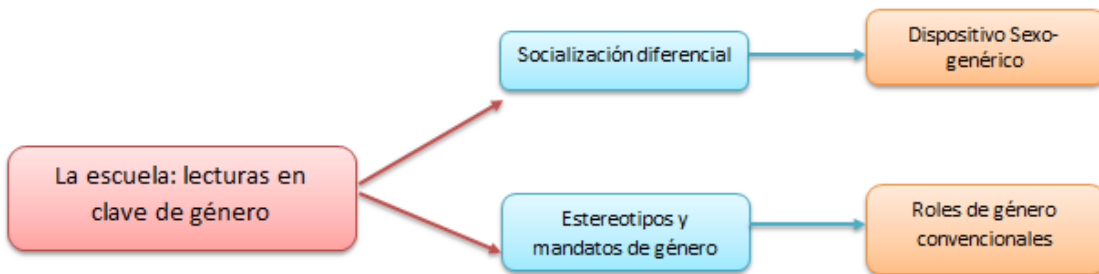 La escuela: lecturas en
clave de género
Socialización diferencial
Dispositivo Sexo-
genérico
Estereotipos y
mandatos de género
Roles de género
convencionales